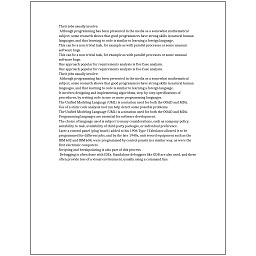 Their jobs usually involve:
Although programming has been presented in the media as a somewhat mathematical
subject, some research shows that good programmers have strong skills in natural human
languages, and that learning to code is similar to learning a foreign language.
This can be a non-trivial task, for example as with parallel processes or some unusual
software bugs.
This can be a non-trivial task, for example as with parallel processes or some unusual
software bugs.
One approach popular for requirements analysis is Use Case analysis.
One approach popular for requirements analysis is Use Case analysis.
Their jobs usually involve:
Although programming has been presented in the media as a somewhat mathematical
subject, some research shows that good programmers have strong skills in natural human
languages, and that learning to code is similar to learning a foreign language.
It involves designing and implementing algorithms, step-by-step specifications of
procedures, by writing code in one or more programming languages.
The Unified Modeling Language (UML) is a notation used for both the OOAD and MDA.
Use of a static code analysis tool can help detect some possible problems.
The Unified Modeling Language (UML) is a notation used for both the OOAD and MDA.
Programming languages are essential for software development.
The choice of language used is subject to many considerations, such as company policy,
suitability to task, availability of third-party packages, or individual preference.
Later a control panel (plug board) added to his 1906 Type I Tabulator allowed it to be
programmed for different jobs, and by the late 1940s, unit record equipment such as the
IBM 602 and IBM 604, were programmed by control panels in a similar way, as were the
first electronic computers.
Scripting and breakpointing is also part of this process.
Debugging is often done with IDEs. Standalone debuggers like GDB are also used, and these
often provide less of a visual environment, usually using a command line.